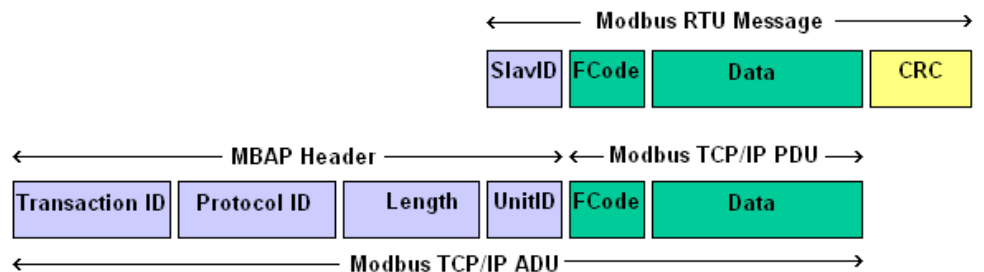 Modbus RTU Message
SlavID FCode Data CRC
MBAP Header Modbus TCP/IP PDU
Transaction ID Protocol ID Length UnitID FCode Data
Modbus TCP/IP ADU